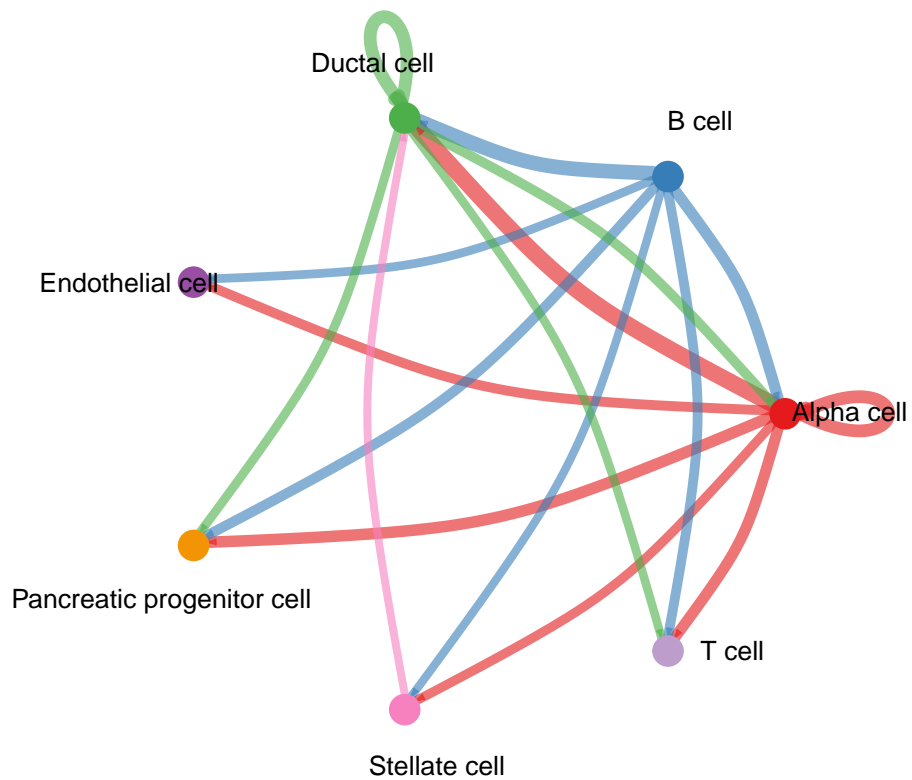 Ductal cell
B cell
Endothelial cell
Alpha cell
Pancreatic progenitor cell
T cell
Stellate cell